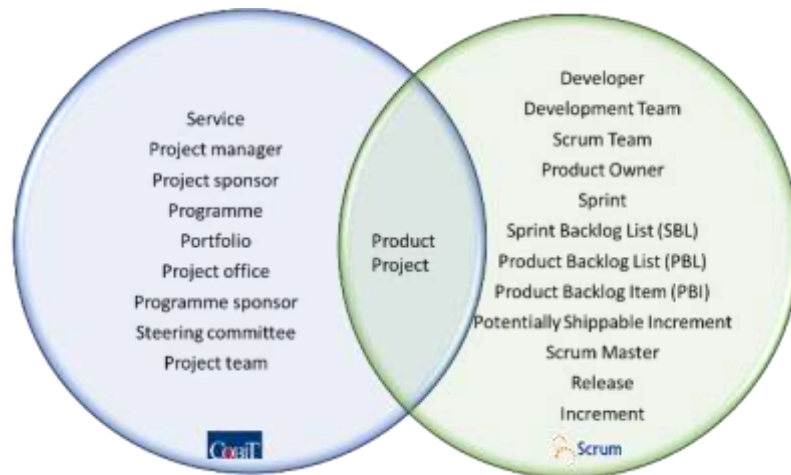 Service
Project manager
Project sponsor
Programme
Portfolio
Project office
Programme sponsor
Steering committee
Project team
COBIT
Product
Project
Developer
Development Team
Scrum Team
Product Owner
Sprint
Sprint Backlog List (SBL)
Product Backlog List (PBL)
Product Backlog Item (PBI)
Potentially Shippable Increment
Scrum Master
Release
Increment
Scrum